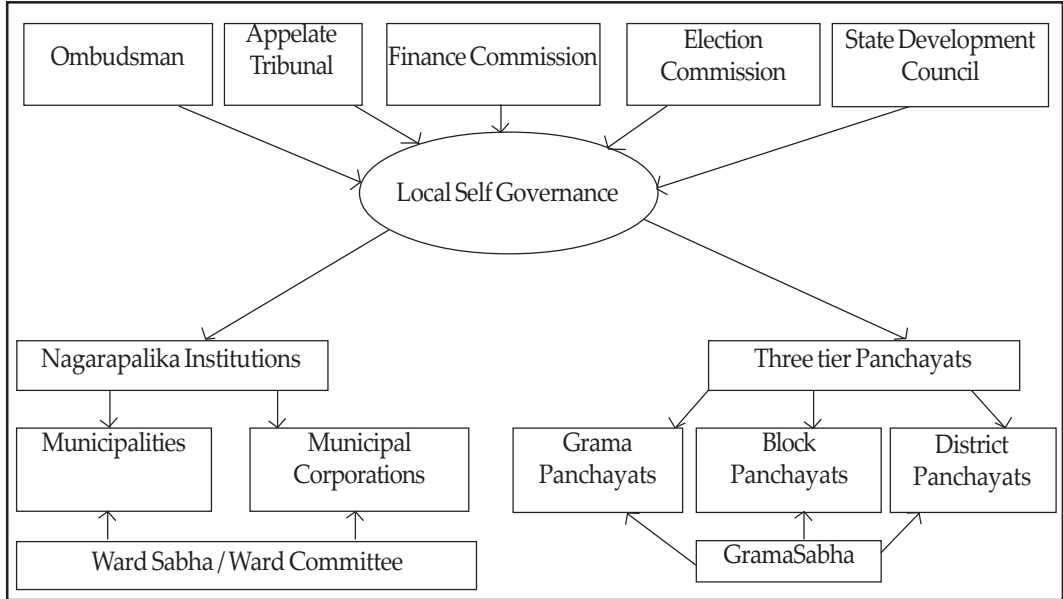 Ombudsman
Appelate
Tribunal
Finance Commission
Election
Commission
State Development
Council
Local Self Governance
Nagarapalika Institutions
Three tier Panchayats
Municipalities
Municipal
Corporations
Grama
Panchayats
Block
Panchayats
District
Panchayats
Ward Sabha / Ward Committee
GramaSabha